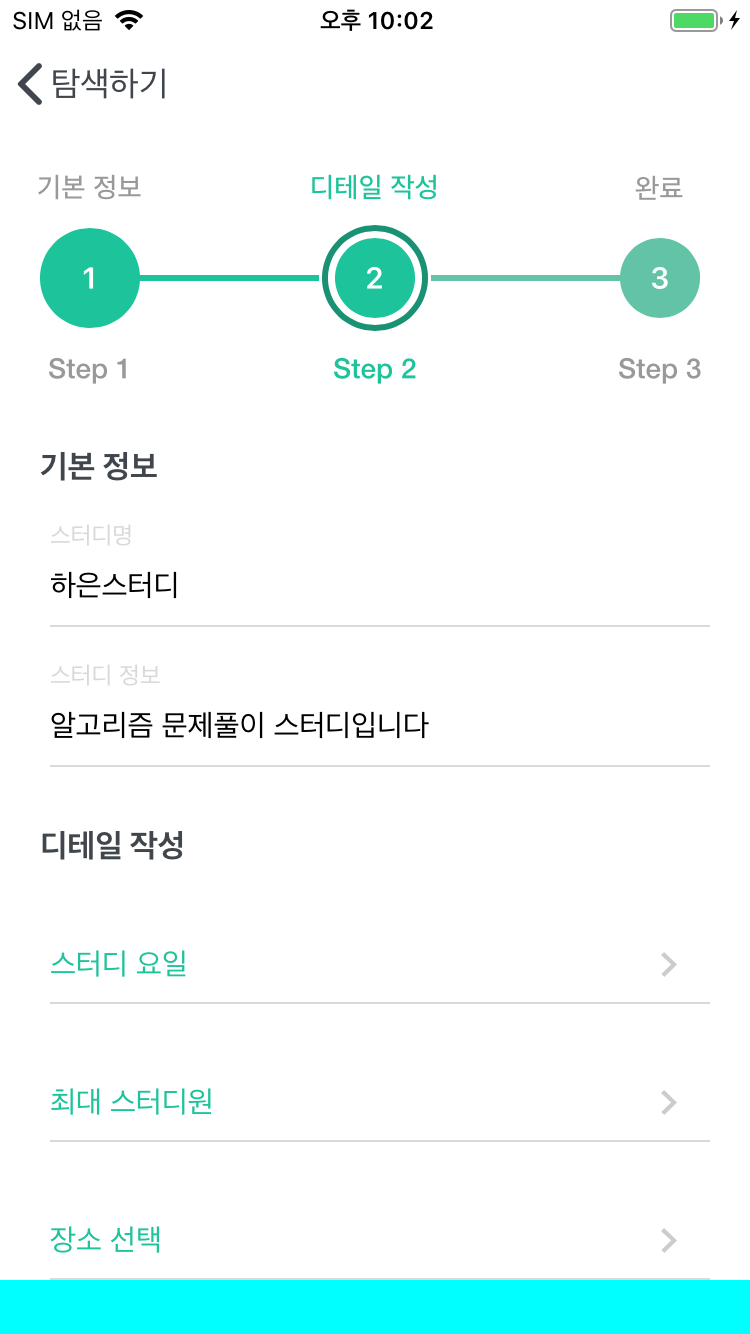 SIM 없음 오후 10:02
탐색하기
기본 정보 디테일 작성 완료
1 2 3
Step 1 Step 2 Step 3
기본 정보
스터디명
하은스터디
스터디 정보
알고리즘 문제풀이 스터디입니다
디테일 작성
스터디 요일
최대 스터디원
장소 선택